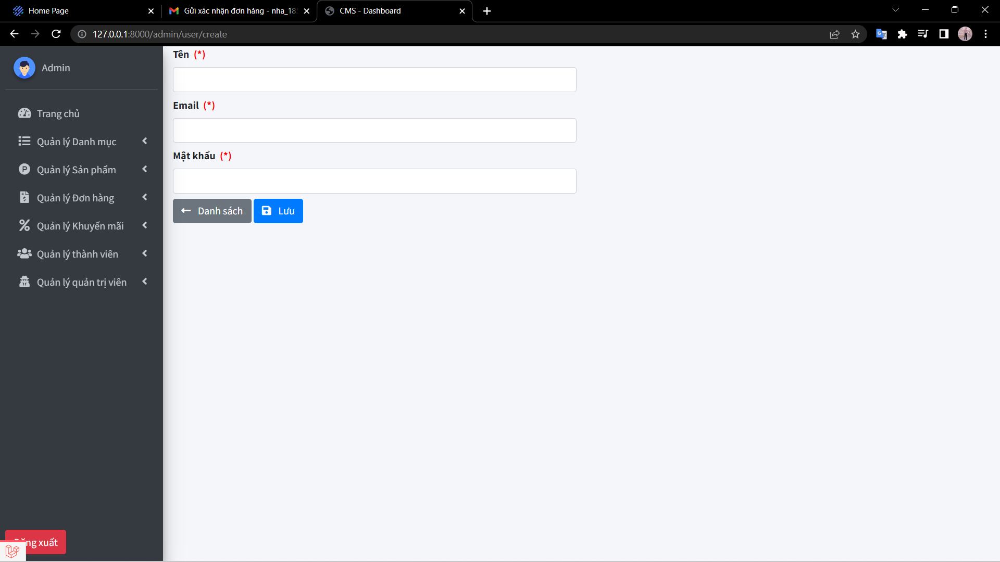 Home Page
Gửi xác nhận đơn hàng - nha_18
CMS - Dashboard
127.0.0.1:8000/admin/user/create
Admin
Trang chủ
Quản lý Danh mục
Quản lý Sản phẩm
Quản lý Đơn hàng
Quản lý Khuyến mãi
Quản lý thành viên
Quản lý quản trị viên
Đăng xuất
Tên (*)
Email (*)
Mật khẩu (*)
Danh sách
Lưu